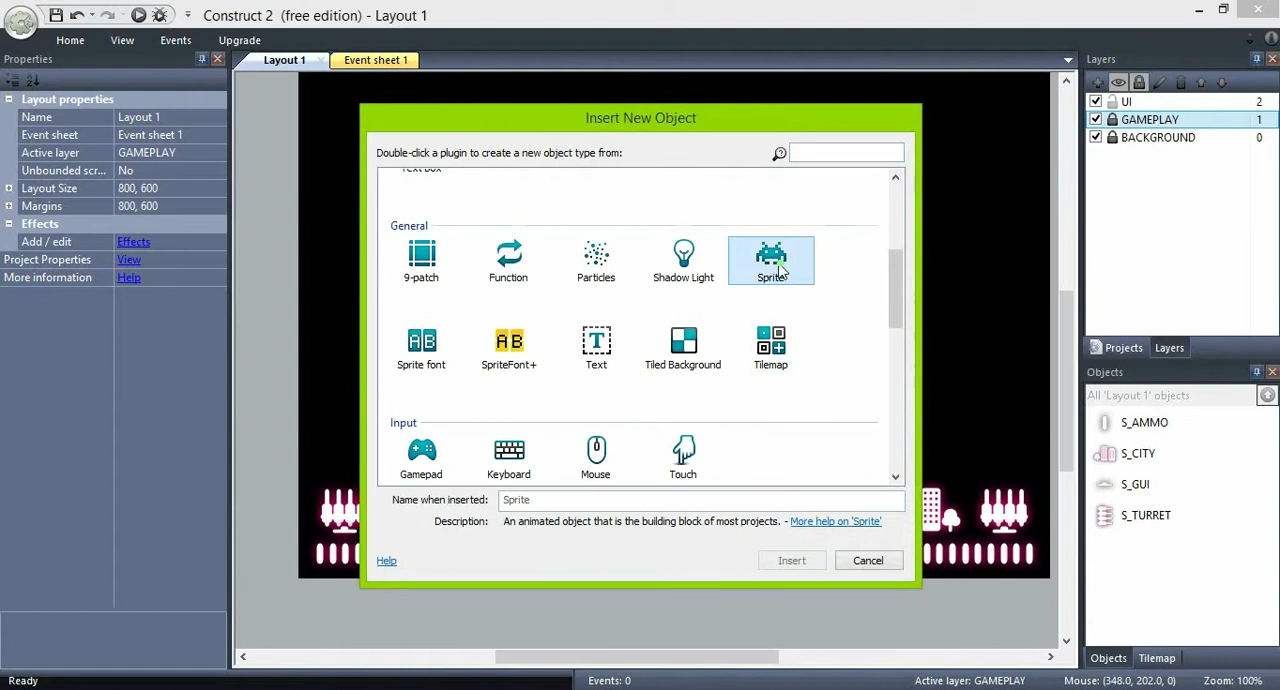 Construct 2 (free edition) - Layout 1
Home View Events Upgrade
Properties
Layout properties
Name Layout 1
Event sheet Event sheet 1
Active layer GAMEPLAY
Unbounded scr... No
Layout Size 800, 600
Margins 800, 600
Effects
Add / edit Effects
Project Properties View
More information Help
Layout 1 Event sheet 1
Insert New Object
Double-click a plugin to create a new object type from:
Text box
General
9-patch Function Particles Shadow Light Sprite
Sprite font SpriteFont+ Text Tiled Background Tilemap
Input
Gamepad Keyboard Mouse Touch
Name when inserted: Sprite
Description: An animated object that is the building block of most projects. - More help on 'Sprite'
Help Insert Cancel
Layers
UI 2
GAMEPLAY 1
BACKGROUND 0
Projects Layers
Objects
All 'Layout 1' objects
S_AMMO
S_CITY
S_GUI
S_TURRET
Objects Tilemap
Ready Events: 0 Active layer: GAMEPLAY Mouse: (348.0, 202.0, 0) Zoom: 100%